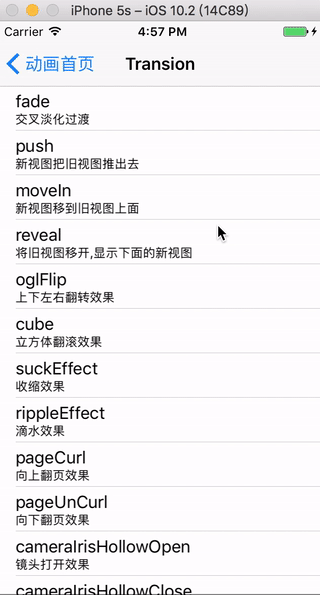 iPhone 5s – iOS 10.2 (14C89)
Carrier 4:57 PM
动画首页 Transion
fade
交叉淡化过渡
push
新视图把旧视图推出去
moveIn
新视图移到旧视图上面
reveal
将旧视图移开,显示下面的新视图
oglFlip
上下左右翻转效果
cube
立方体翻滚效果
suckEffect
收缩效果
rippleEffect
滴水效果
pageCurl
向上翻页效果
pageUnCurl
向下翻页效果
cameraIrisHollowOpen
镜头打开效果
cameraIrisHollowClose